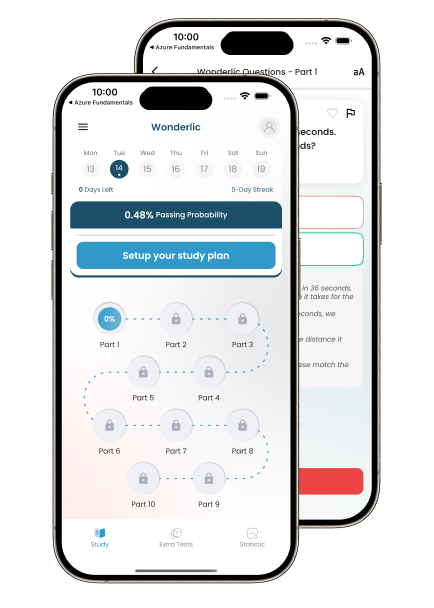 10:00
◀ Azure Fundamentals
Wonderlic Questions - Part 1
aA
seconds.
ds?
in 36 seconds,
it takes for the
econds, we
e distance it
ese match the
10:00
◀ Azure Fundamentals
Wonderlic
Mon Tue Wed Thu Fri Sat Sun
13 14 15 16 17 18 19
0 Days Left 0-Day Streak
0.48% Passing Probability
Setup your study plan
0%
Part 1 Part 2 Part 3
Part 5 Part 4
Part 6 Part 7 Part 8
Part 10 Part 9
Study Extra Tests Statistic